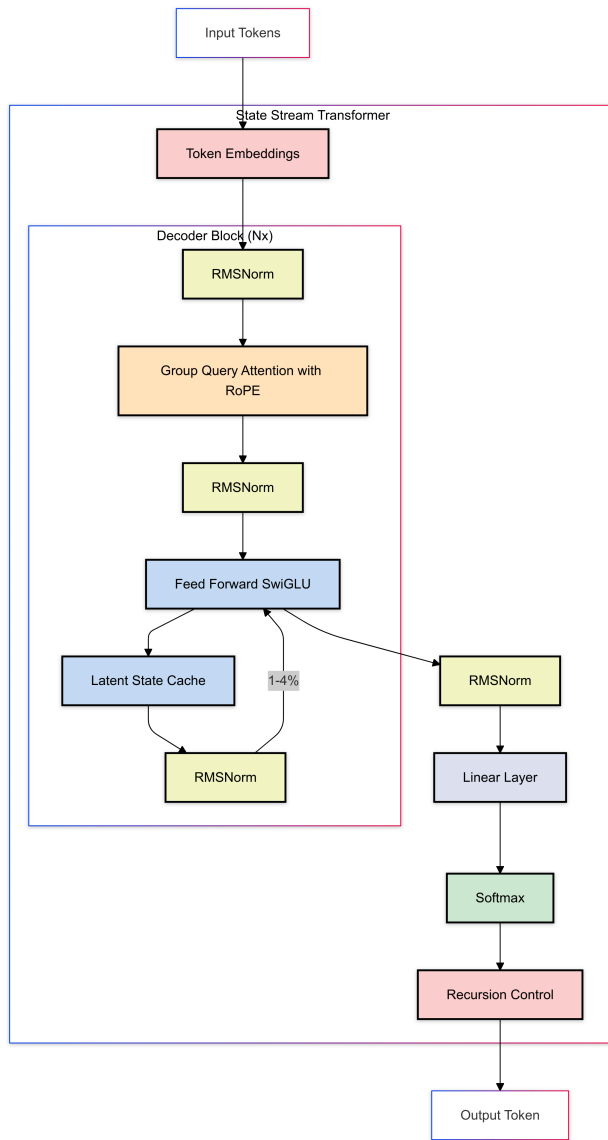 Input Tokens
State Stream Transformer
Token Embeddings
Decoder Block (Nx)
RMSNorm
Group Query Attention with
RoPE
RMSNorm
Feed Forward SwiGLU
Latent State Cache
1-4%
RMSNorm
RMSNorm
Linear Layer
Softmax
Recursion Control
Output Token